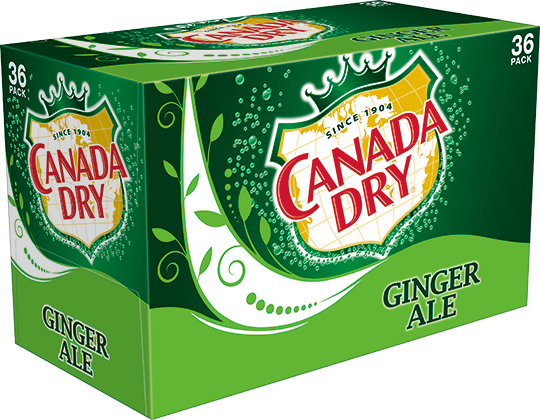 36
PACK
SINCE 1904
CANADA
DRY
GINGER
ALE
36
PACK
SINCE 1904
CANADA
DRY
GINGER
ALE